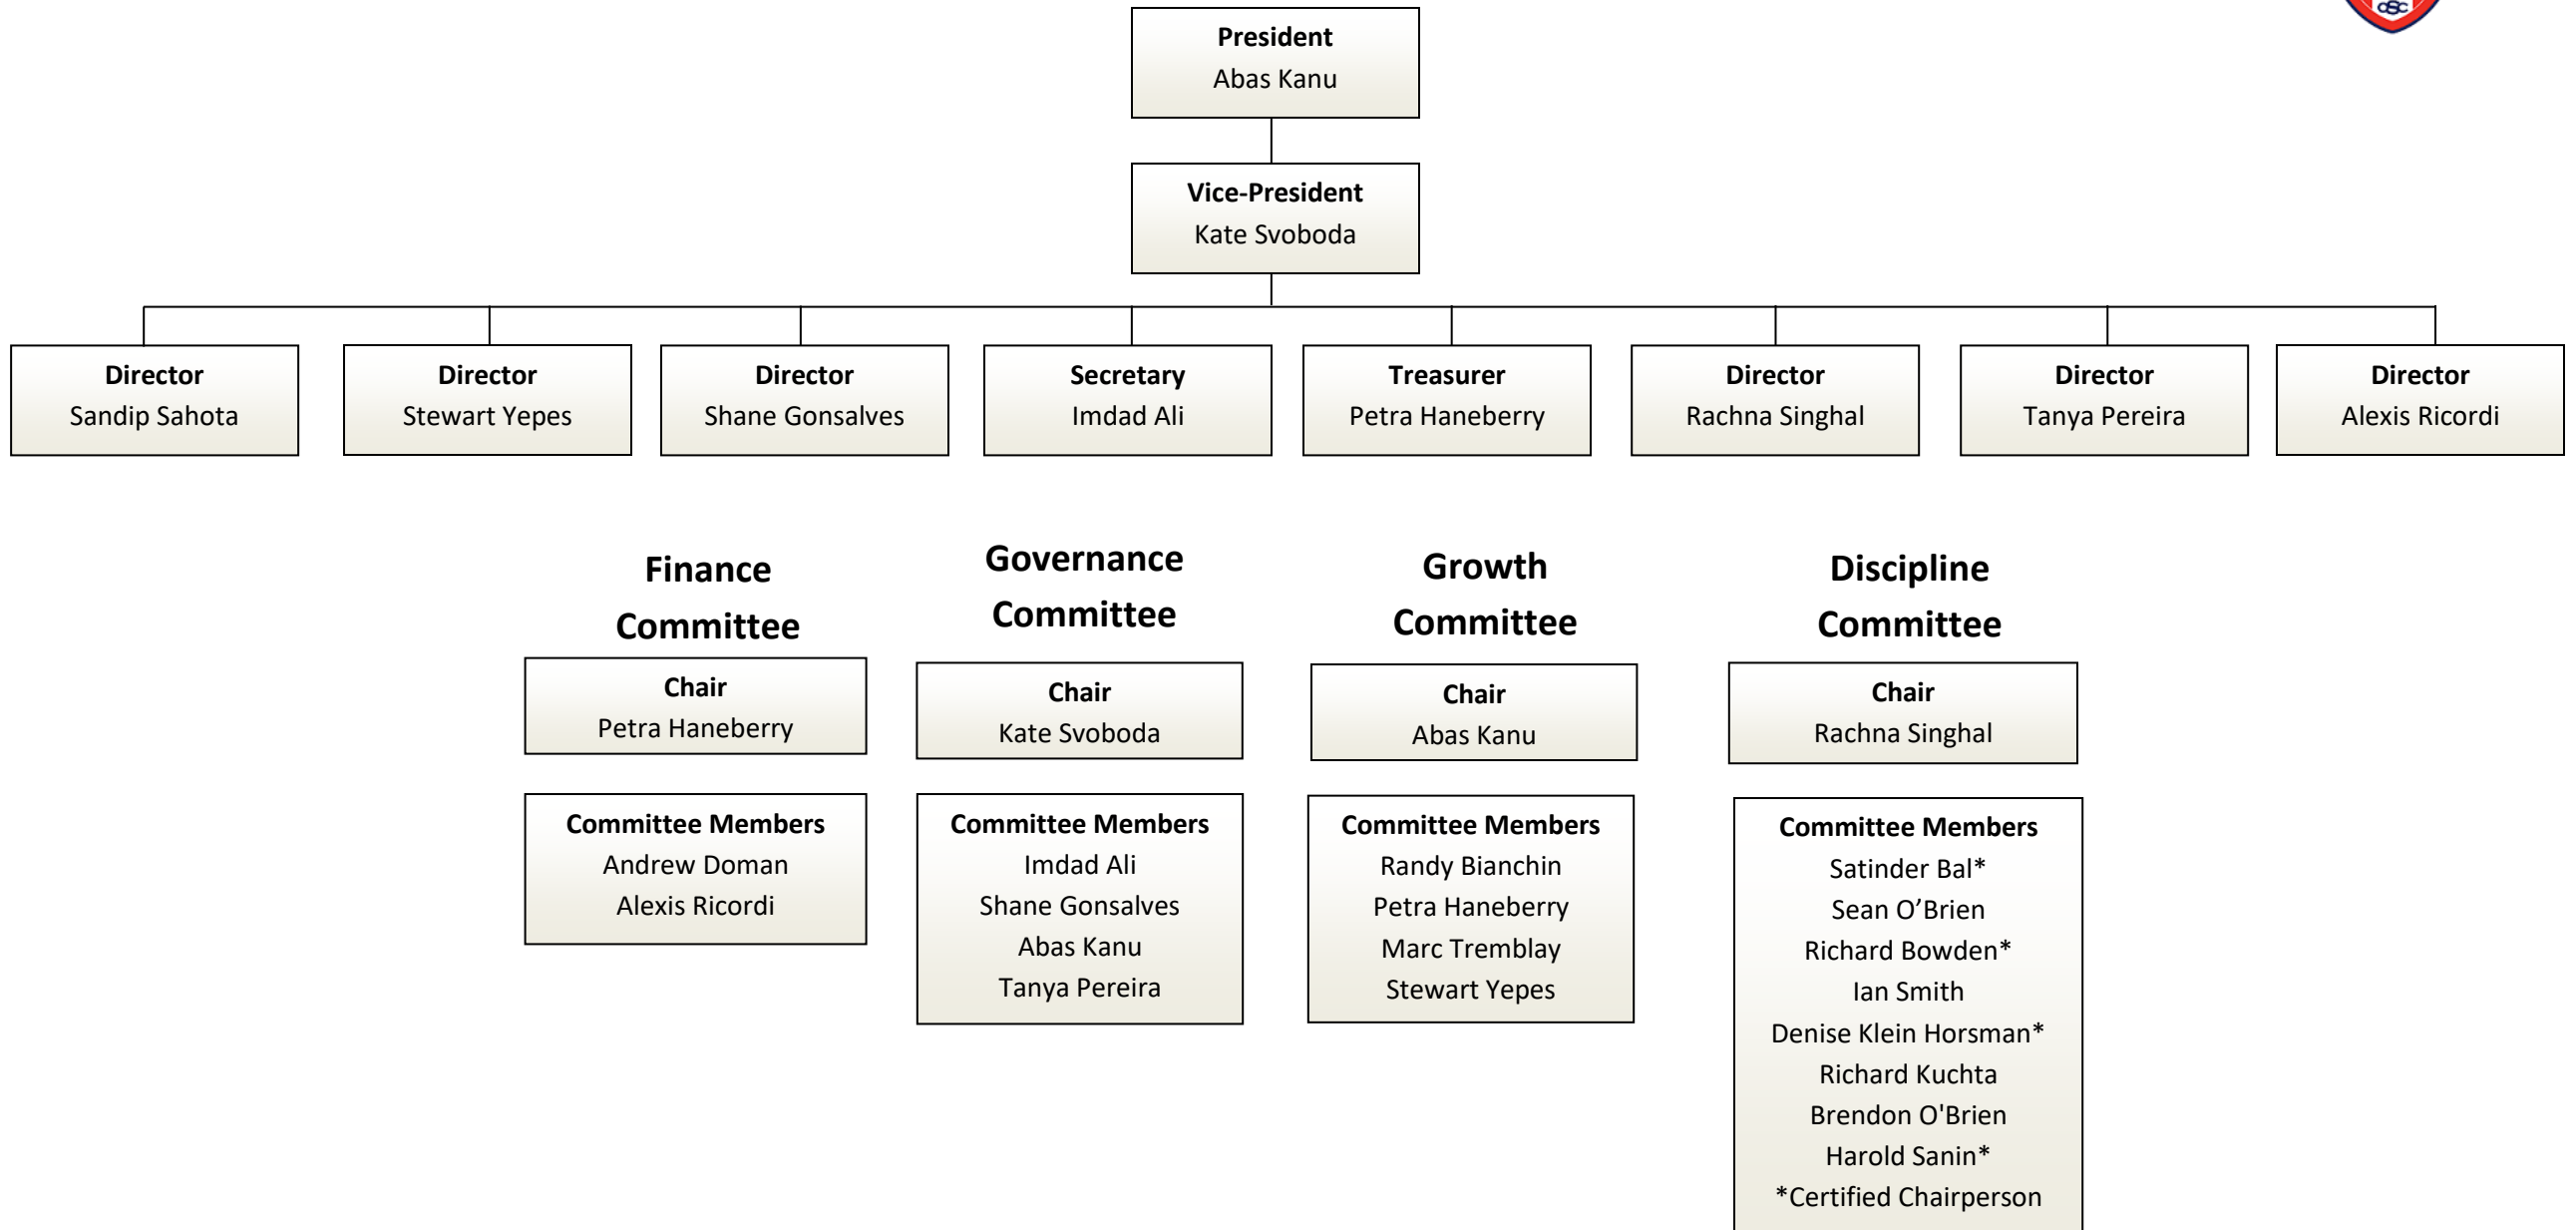 OSC
President
Abas Kanu
Vice-President
Kate Svoboda
Director
Sandip Sahota
Director
Stewart Yepes
Director
Shane Gonsalves
Secretary
Imdad Ali
Treasurer
Petra Haneberry
Director
Rachna Singhal
Director
Tanya Pereira
Director
Alexis Ricordi
Finance
Committee
Chair
Petra Haneberry
Committee Members
Andrew Doman
Alexis Ricordi
Governance
Committee
Chair
Kate Svoboda
Committee Members
Imdad Ali
Shane Gonsalves
Abas Kanu
Tanya Pereira
Growth
Committee
Chair
Abas Kanu
Committee Members
Randy Bianchin
Petra Haneberry
Marc Tremblay
Stewart Yepes
Discipline
Committee
Chair
Rachna Singhal
Committee Members
Satinder Bal*
Sean O’Brien
Richard Bowden*
Ian Smith
Denise Klein Horsman*
Richard Kuchta
Brendon O'Brien
Harold Sanin*
*Certified Chairperson